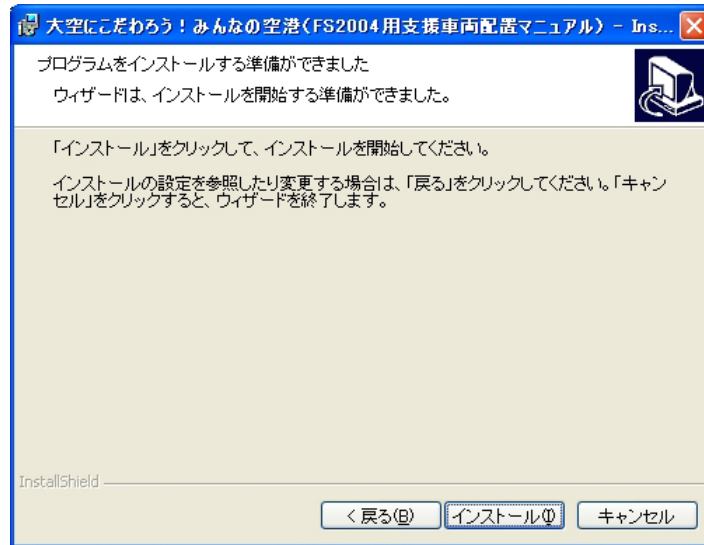 大空にこだわろう！みんなの空港（FS2004用支援車両配置マニュアル） - Ins...
プログラムをインストールする準備ができました
ウィザードは、インストールを開始する準備ができました。
「インストール」をクリックして、インストールを開始してください。
インストールの設定を参照したり変更する場合は、「戻る」をクリックしてください。「キャン
セル」をクリックすると、ウィザードを終了します。
InstallShield
< 戻る(B) インストール(I) キャンセル